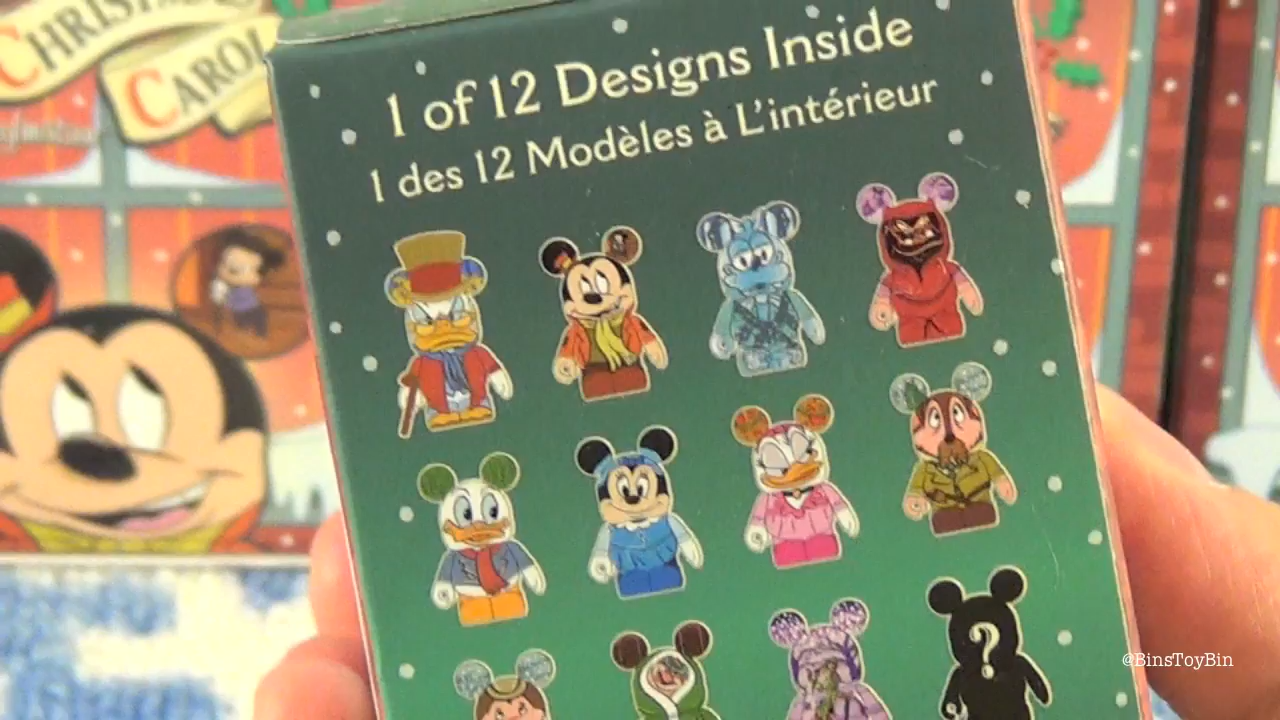 CHRISTMAS
CAROL
1 of 12 Designs Inside
1 des 12 Modèles à L'intérieur
?
@BinsToyBin